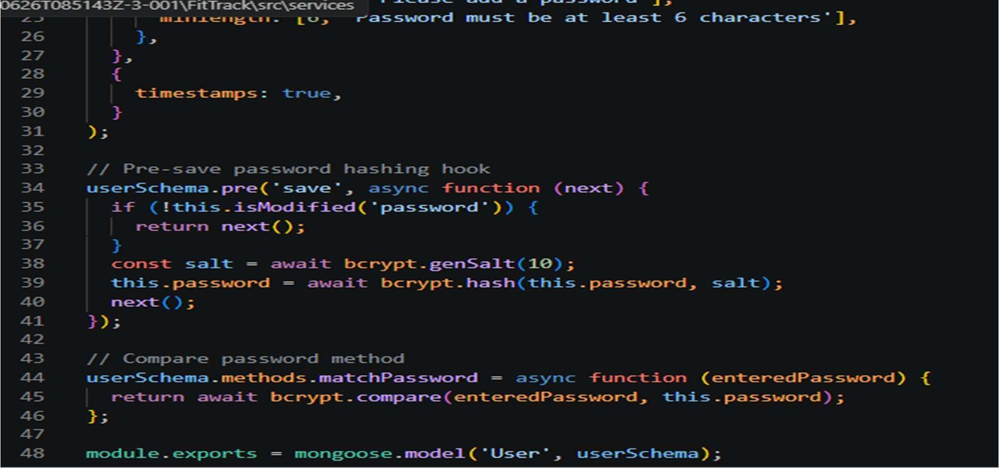 0626T085143Z-3-001\FitTrack\src\services
Please add a password'],
25 minlength: [6, 'Password must be at least 6 characters'],
26 },
27 },
28 {
29 timestamps: true,
30 }
31 );
32
33 // Pre-save password hashing hook
34 userSchema.pre('save', async function (next) {
35 if (!this.isModified('password')) {
36 return next();
37 }
38 const salt = await bcrypt.genSalt(10);
39 this.password = await bcrypt.hash(this.password, salt);
40 next();
41 });
42
43 // Compare password method
44 userSchema.methods.matchPassword = async function (enteredPassword) {
45 return await bcrypt.compare(enteredPassword, this.password);
46 };
47
48 module.exports = mongoose.model('User', userSchema);